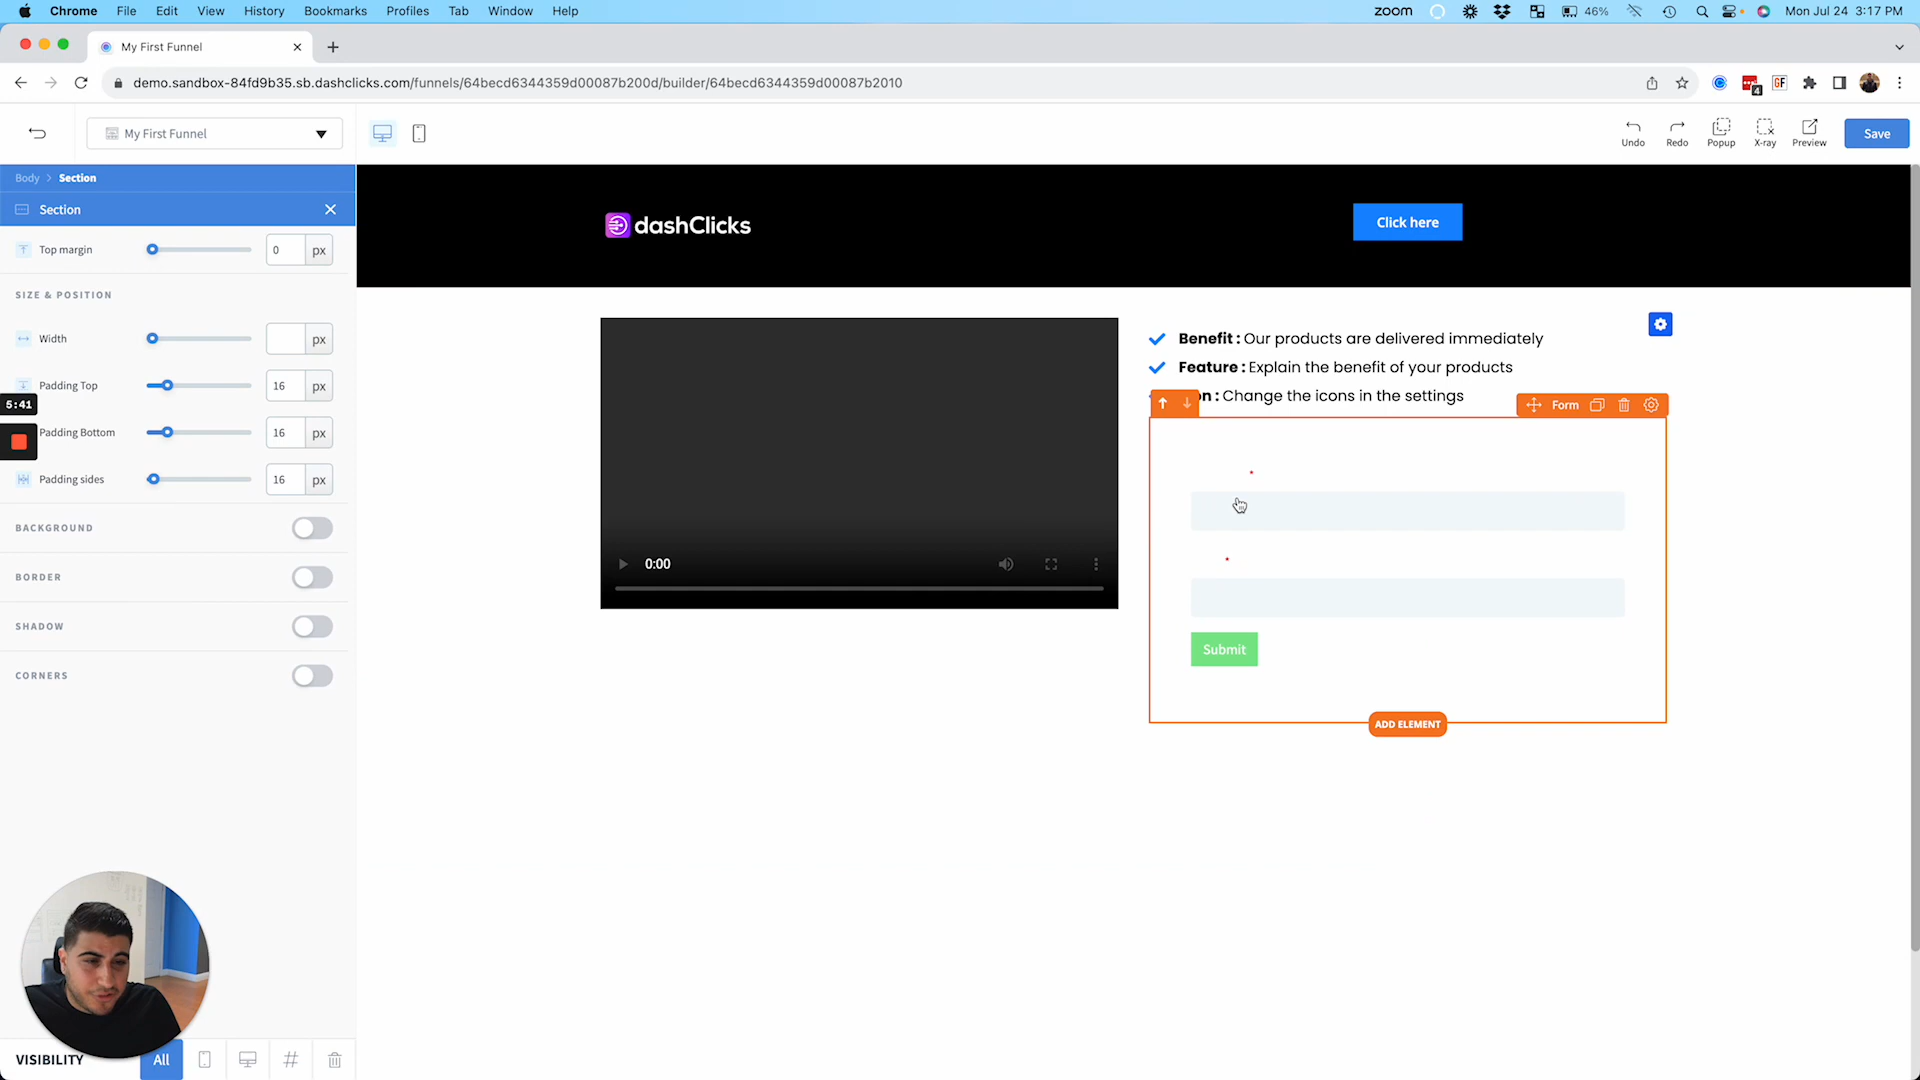 Chrome File Edit View History Bookmarks Profiles Tab Window Help
zoom 46% Mon Jul 24 3:17 PM
My First Funnel
demo.sandbox-84fd9b35.sb.dashclicks.com/funnels/64becd6344359d00087b200d/builder/64becd6344359d00087b2010
4 GF
My First Funnel
Undo Redo Popup X-ray Preview Save
Body > Section
Section
Top margin 0 px
SIZE & POSITION
Width px
Padding Top 16 px
5:41
Padding Bottom 16 px
Padding sides 16 px
BACKGROUND
BORDER
SHADOW
CORNERS
VISIBILITY All #
dashClicks
Click here
0:00
Benefit : Our products are delivered immediately
Feature : Explain the benefit of your products
on : Change the icons in the settings
Form
*
*
Submit
ADD ELEMENT